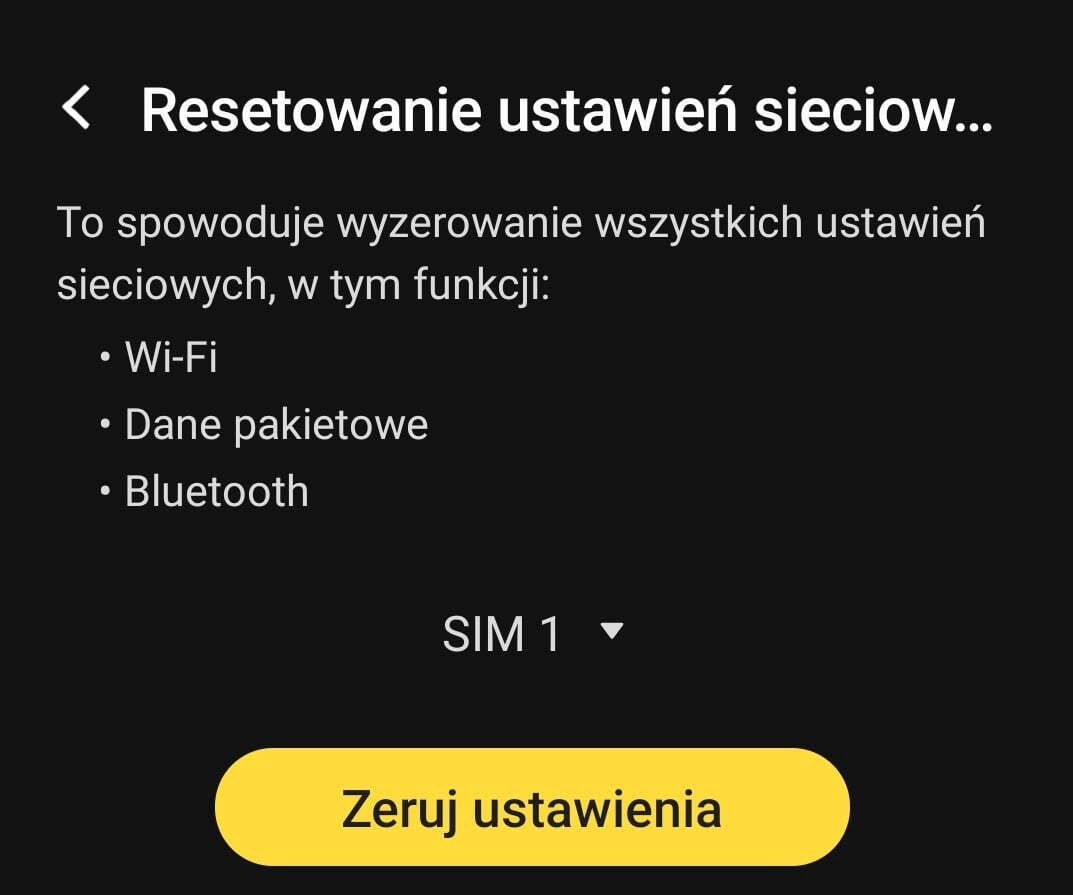 Resetowanie ustawień sieciow...
To spowoduje wyzerowanie wszystkich ustawień
sieciowych, w tym funkcji:
• Wi-Fi
• Dane pakietowe
• Bluetooth
SIM 1
Zeruj ustawienia